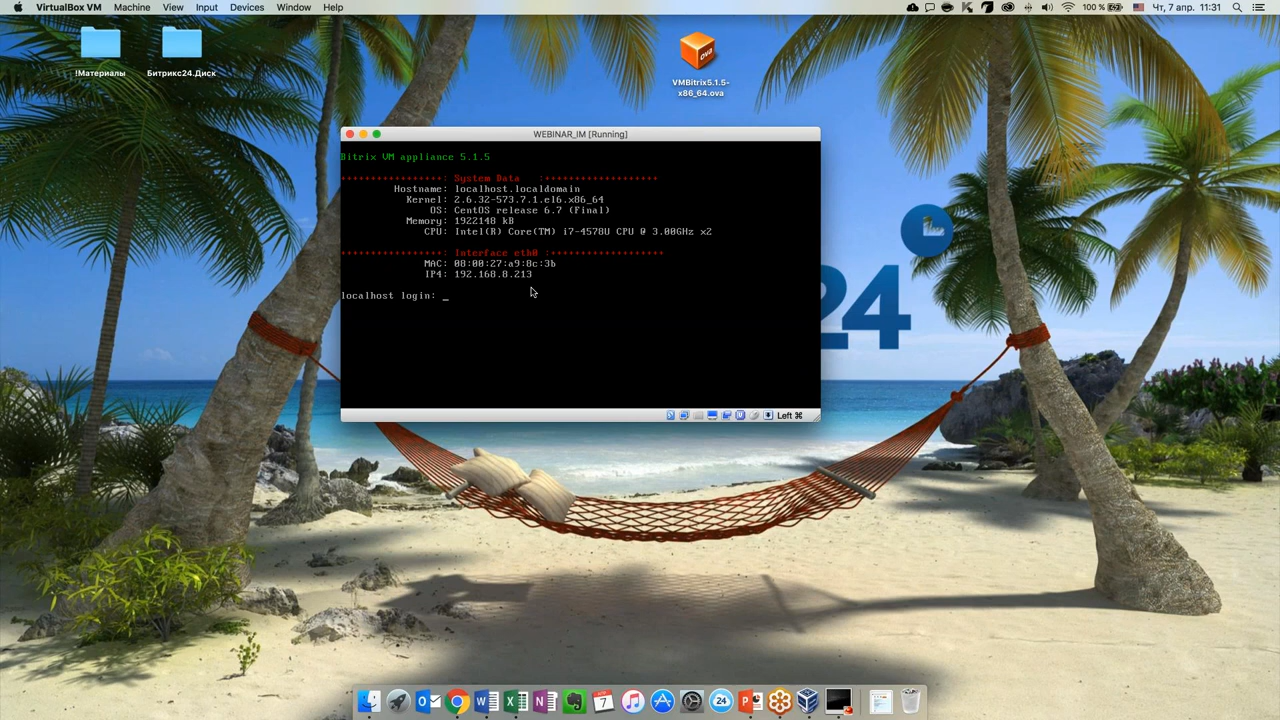 VirtualBox VM Machine View Input Devices Window Help
100 % Чт, 7 апр. 11:31
!Материалы
Битрикс24.Диск
VMBitrix5.1.5-
x86_64.ova
WEBINAR_IM [Running]
Bitrix VM appliance 5.1.5
*****************: System Data :*******************
Hostname: localhost.localdomain
Kernel: 2.6.32-573.7.1.el6.x86_64
OS: CentOS release 6.7 (Final)
Memory: 1922148 kB
CPU: Intel(R) Core(TM) i7-4578U CPU @ 3.00GHz x2
*****************: Interface eth0 :*******************
MAC: 08:00:27:a9:8c:3b
IP4: 192.168.8.213
localhost login: _
Left ⌘
24
7
24